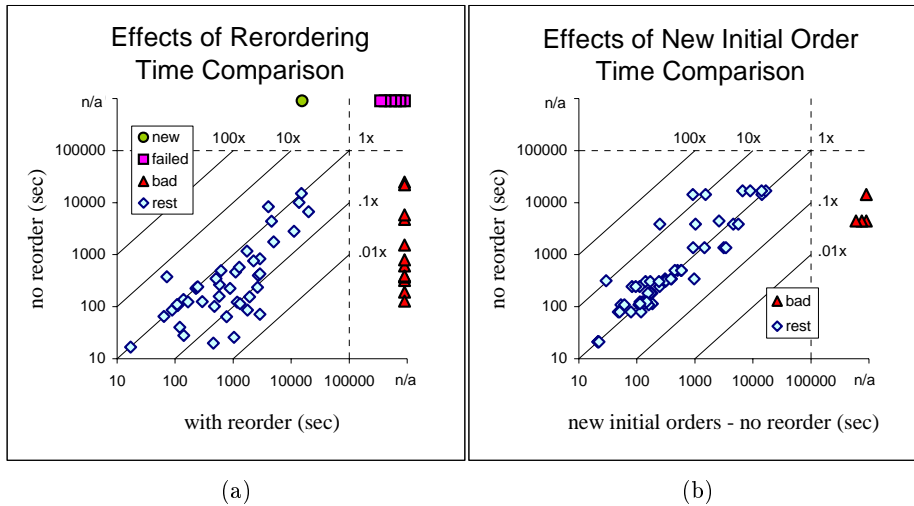 Effects of Rerordering
Time Comparison
n/a
100000
10000
1000
100
10
no reorder (sec)
new
failed
bad
rest
100x
10x
1x
.1x
.01x
10
100
1000
10000
100000
n/a
with reorder (sec)
(a)
Effects of New Initial Order
Time Comparison
n/a
100000
10000
1000
100
10
no reorder (sec)
100x
10x
1x
.1x
.01x
bad
rest
10
100
1000
10000
100000
n/a
new initial orders - no reorder (sec)
(b)